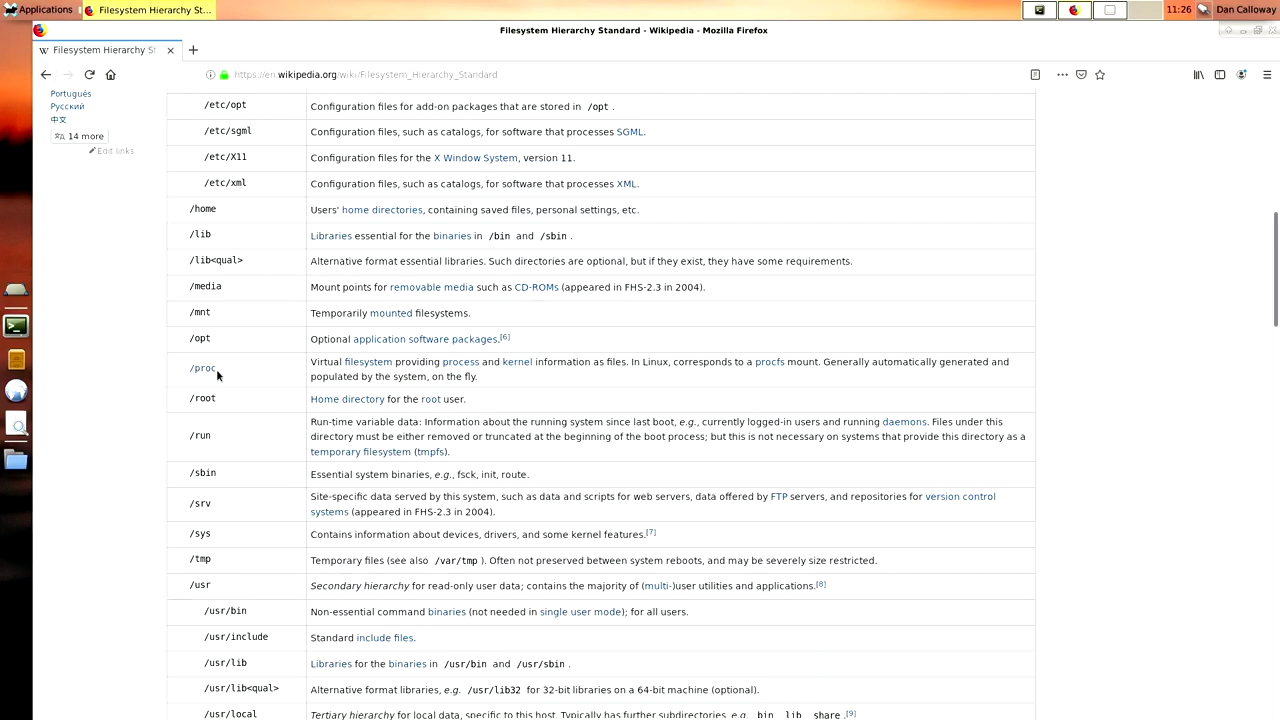 Applications
Filesystem Hierarchy St...
11:26
Dan Calloway
Filesystem Hierarchy Standard - Wikipedia - Mozilla Firefox
Filesystem Hierarchy St
https://en.wikipedia.org/wiki/Filesystem_Hierarchy_Standard
Português
Русский
中文
14 more
Edit links
/etc/opt
Configuration files for add-on packages that are stored in /opt .
/etc/sgml
Configuration files, such as catalogs, for software that processes SGML.
/etc/X11
Configuration files for the X Window System, version 11.
/etc/xml
Configuration files, such as catalogs, for software that processes XML.
/home
Users' home directories, containing saved files, personal settings, etc.
/lib
Libraries essential for the binaries in /bin and /sbin .
/lib<qual>
Alternative format essential libraries. Such directories are optional, but if they exist, they have some requirements.
/media
Mount points for removable media such as CD-ROMs (appeared in FHS-2.3 in 2004).
/mnt
Temporarily mounted filesystems.
/opt
Optional application software packages.[6]
/proc
Virtual filesystem providing process and kernel information as files. In Linux, corresponds to a procfs mount. Generally automatically generated and
populated by the system, on the fly.
/root
Home directory for the root user.
/run
Run-time variable data: Information about the running system since last boot, e.g., currently logged-in users and running daemons. Files under this
directory must be either removed or truncated at the beginning of the boot process; but this is not necessary on systems that provide this directory as a
temporary filesystem (tmpfs).
/sbin
Essential system binaries, e.g., fsck, init, route.
/srv
Site-specific data served by this system, such as data and scripts for web servers, data offered by FTP servers, and repositories for version control
systems (appeared in FHS-2.3 in 2004).
/sys
Contains information about devices, drivers, and some kernel features.[7]
/tmp
Temporary files (see also /var/tmp ). Often not preserved between system reboots, and may be severely size restricted.
/usr
Secondary hierarchy for read-only user data; contains the majority of (multi-)user utilities and applications.[8]
/usr/bin
Non-essential command binaries (not needed in single user mode); for all users.
/usr/include
Standard include files.
/usr/lib
Libraries for the binaries in /usr/bin and /usr/sbin .
/usr/lib<qual>
Alternative format libraries, e.g. /usr/lib32 for 32-bit libraries on a 64-bit machine (optional).
/usr/local
Tertiary hierarchy for local data, specific to this host. Typically has further subdirectories, e.g. bin lib share .[9]